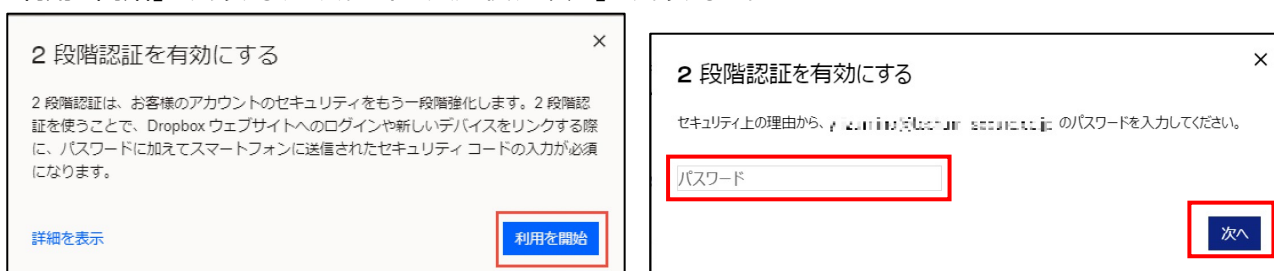 2 段階認証を有効にする
×
2 段階認証は、お客様のアカウントのセキュリティをもう一段階強化します。2 段階認
証を使うことで、Dropbox ウェブサイトへのログインや新しいデバイスをリンクする際
に、パスワードに加えてスマートフォンに送信されたセキュリティ コードの入力が必須
になります。
詳細を表示
利用を開始
2 段階認証を有効にする
×
セキュリティ上の理由から、 のパスワードを入力してください。
パスワード
次へ